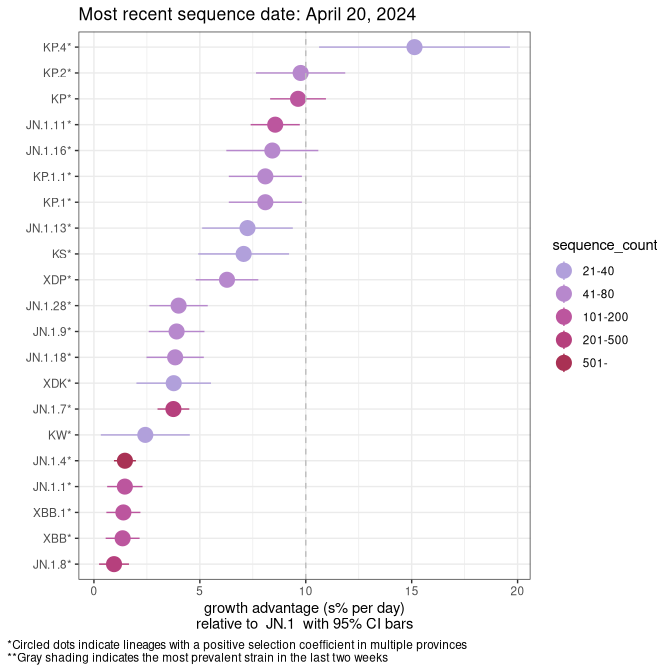 Most recent sequence date: April 20, 2024
KP.4*
KP.2*
KP*
JN.1.11*
JN.1.16*
KP.1.1*
KP.1*
JN.1.13*
KS*
XDP*
JN.1.28*
JN.1.9*
JN.1.18*
XDK*
JN.1.7*
KW*
JN.1.4*
JN.1.1*
XBB.1*
XBB*
JN.1.8*
0 5 10 15 20
growth advantage (s% per day)
relative to JN.1 with 95% CI bars
sequence_count
21-40
41-80
101-200
201-500
501-
*Circled dots indicate lineages with a positive selection coefficient in multiple provinces
**Gray shading indicates the most prevalent strain in the last two weeks